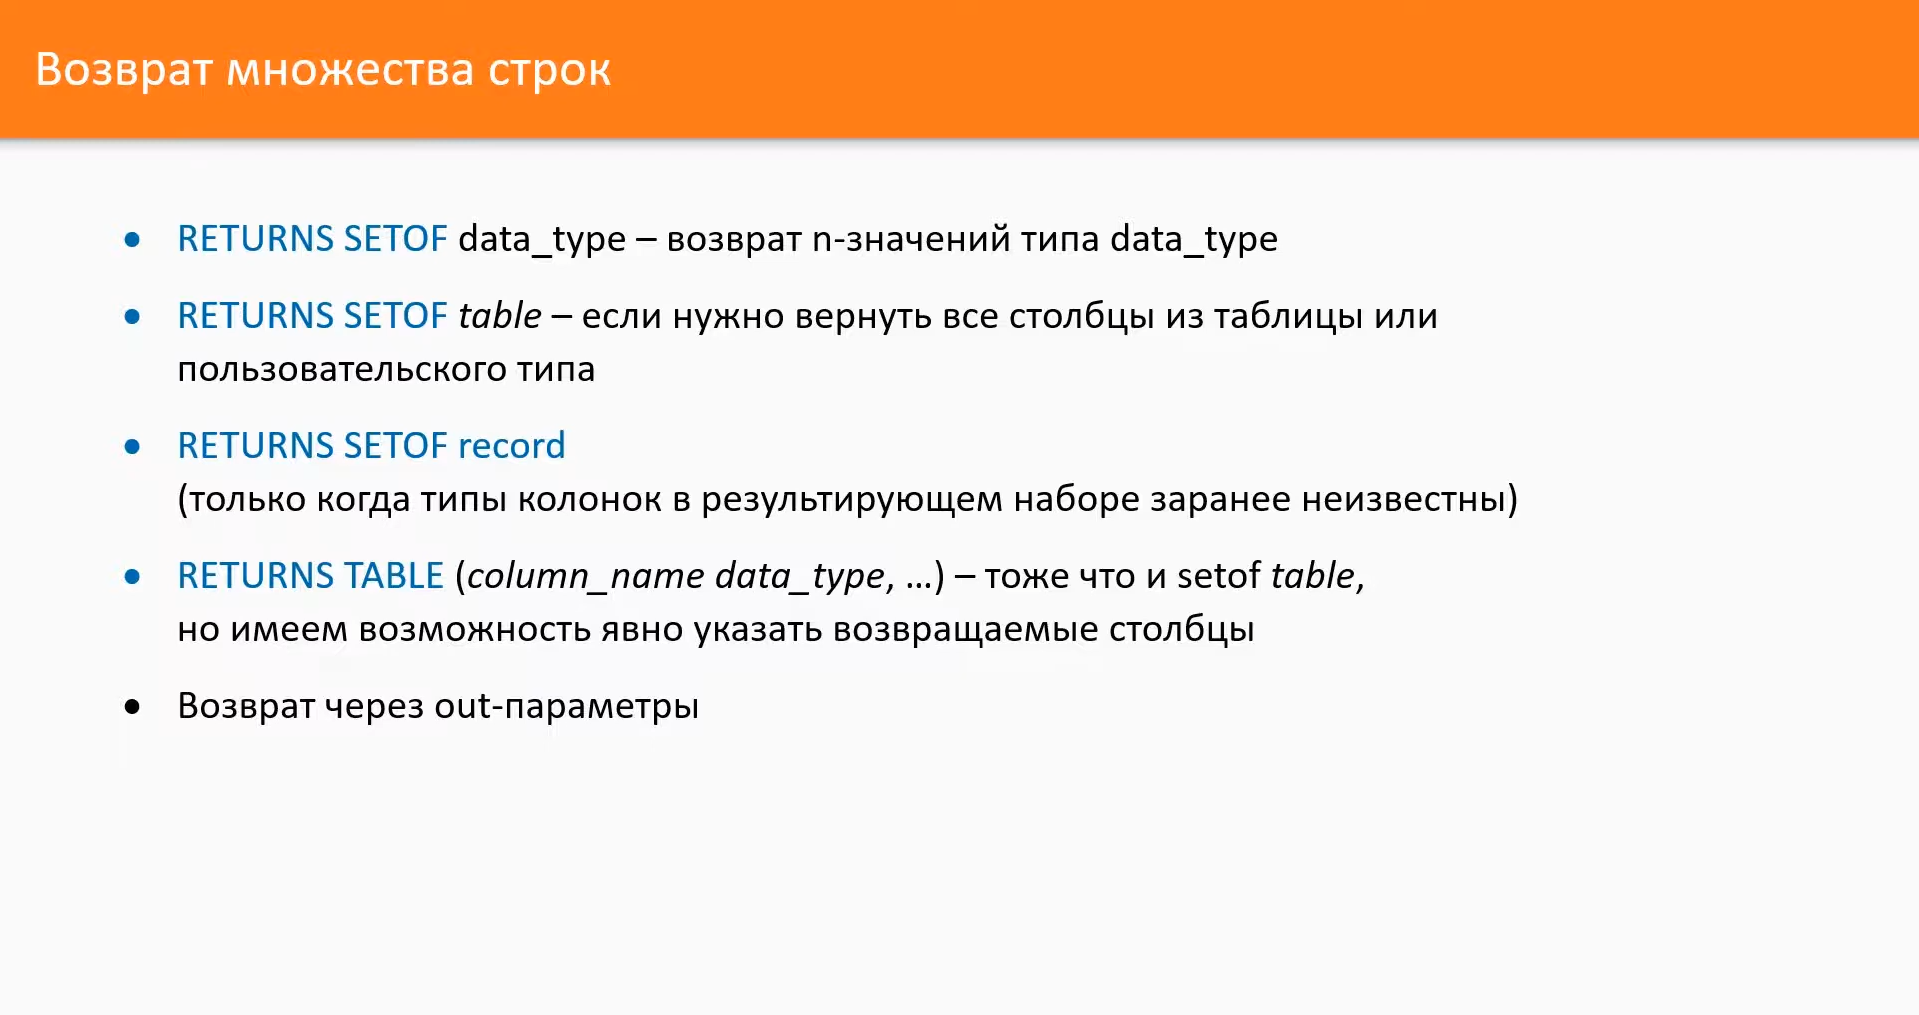 Возврат множества строк
● RETURNS SETOF data_type – возврат n-значений типа data_type
● RETURNS SETOF table – если нужно вернуть все столбцы из таблицы или
пользовательского типа
● RETURNS SETOF record
(только когда типы колонок в результирующем наборе заранее неизвестны)
● RETURNS TABLE (column_name data_type, …) – тоже что и setof table,
но имеем возможность явно указать возвращаемые столбцы
● Возврат через out-параметры